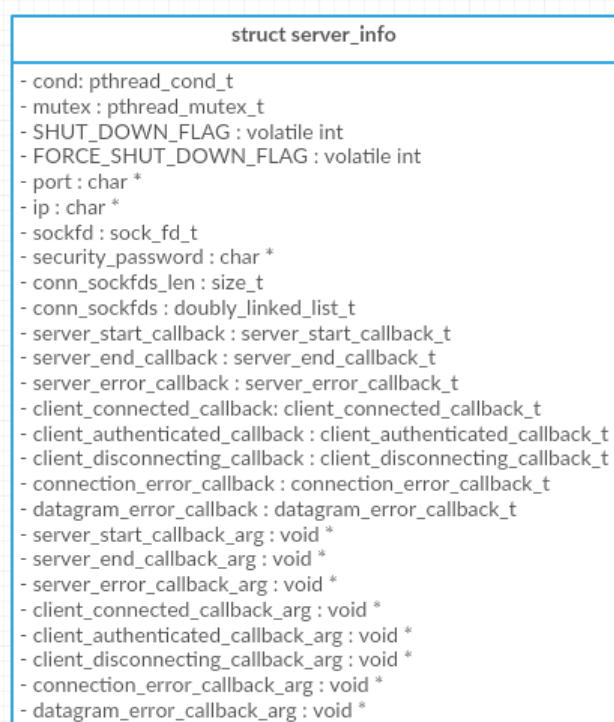 struct server_info
- cond: pthread_cond_t
- mutex : pthread_mutex_t
- SHUT_DOWN_FLAG : volatile int
- FORCE_SHUT_DOWN_FLAG : volatile int
- port : char *
- ip : char *
- sockfd : sock_fd_t
- security_password : char *
- conn_sockfds_len : size_t
- conn_sockfds : doubly_linked_list_t
- server_start_callback : server_start_callback_t
- server_end_callback : server_end_callback_t
- server_error_callback : server_error_callback_t
- client_connected_callback: client_connected_callback_t
- client_authenticated_callback : client_authenticated_callback_t
- client_disconnecting_callback : client_disconnecting_callback_t
- connection_error_callback : connection_error_callback_t
- datagram_error_callback : datagram_error_callback_t
- server_start_callback_arg : void *
- server_end_callback_arg : void *
- server_error_callback_arg : void *
- client_connected_callback_arg : void *
- client_authenticated_callback_arg : void *
- client_disconnecting_callback_arg : void *
- connection_error_callback_arg : void *
- datagram_error_callback_arg : void *